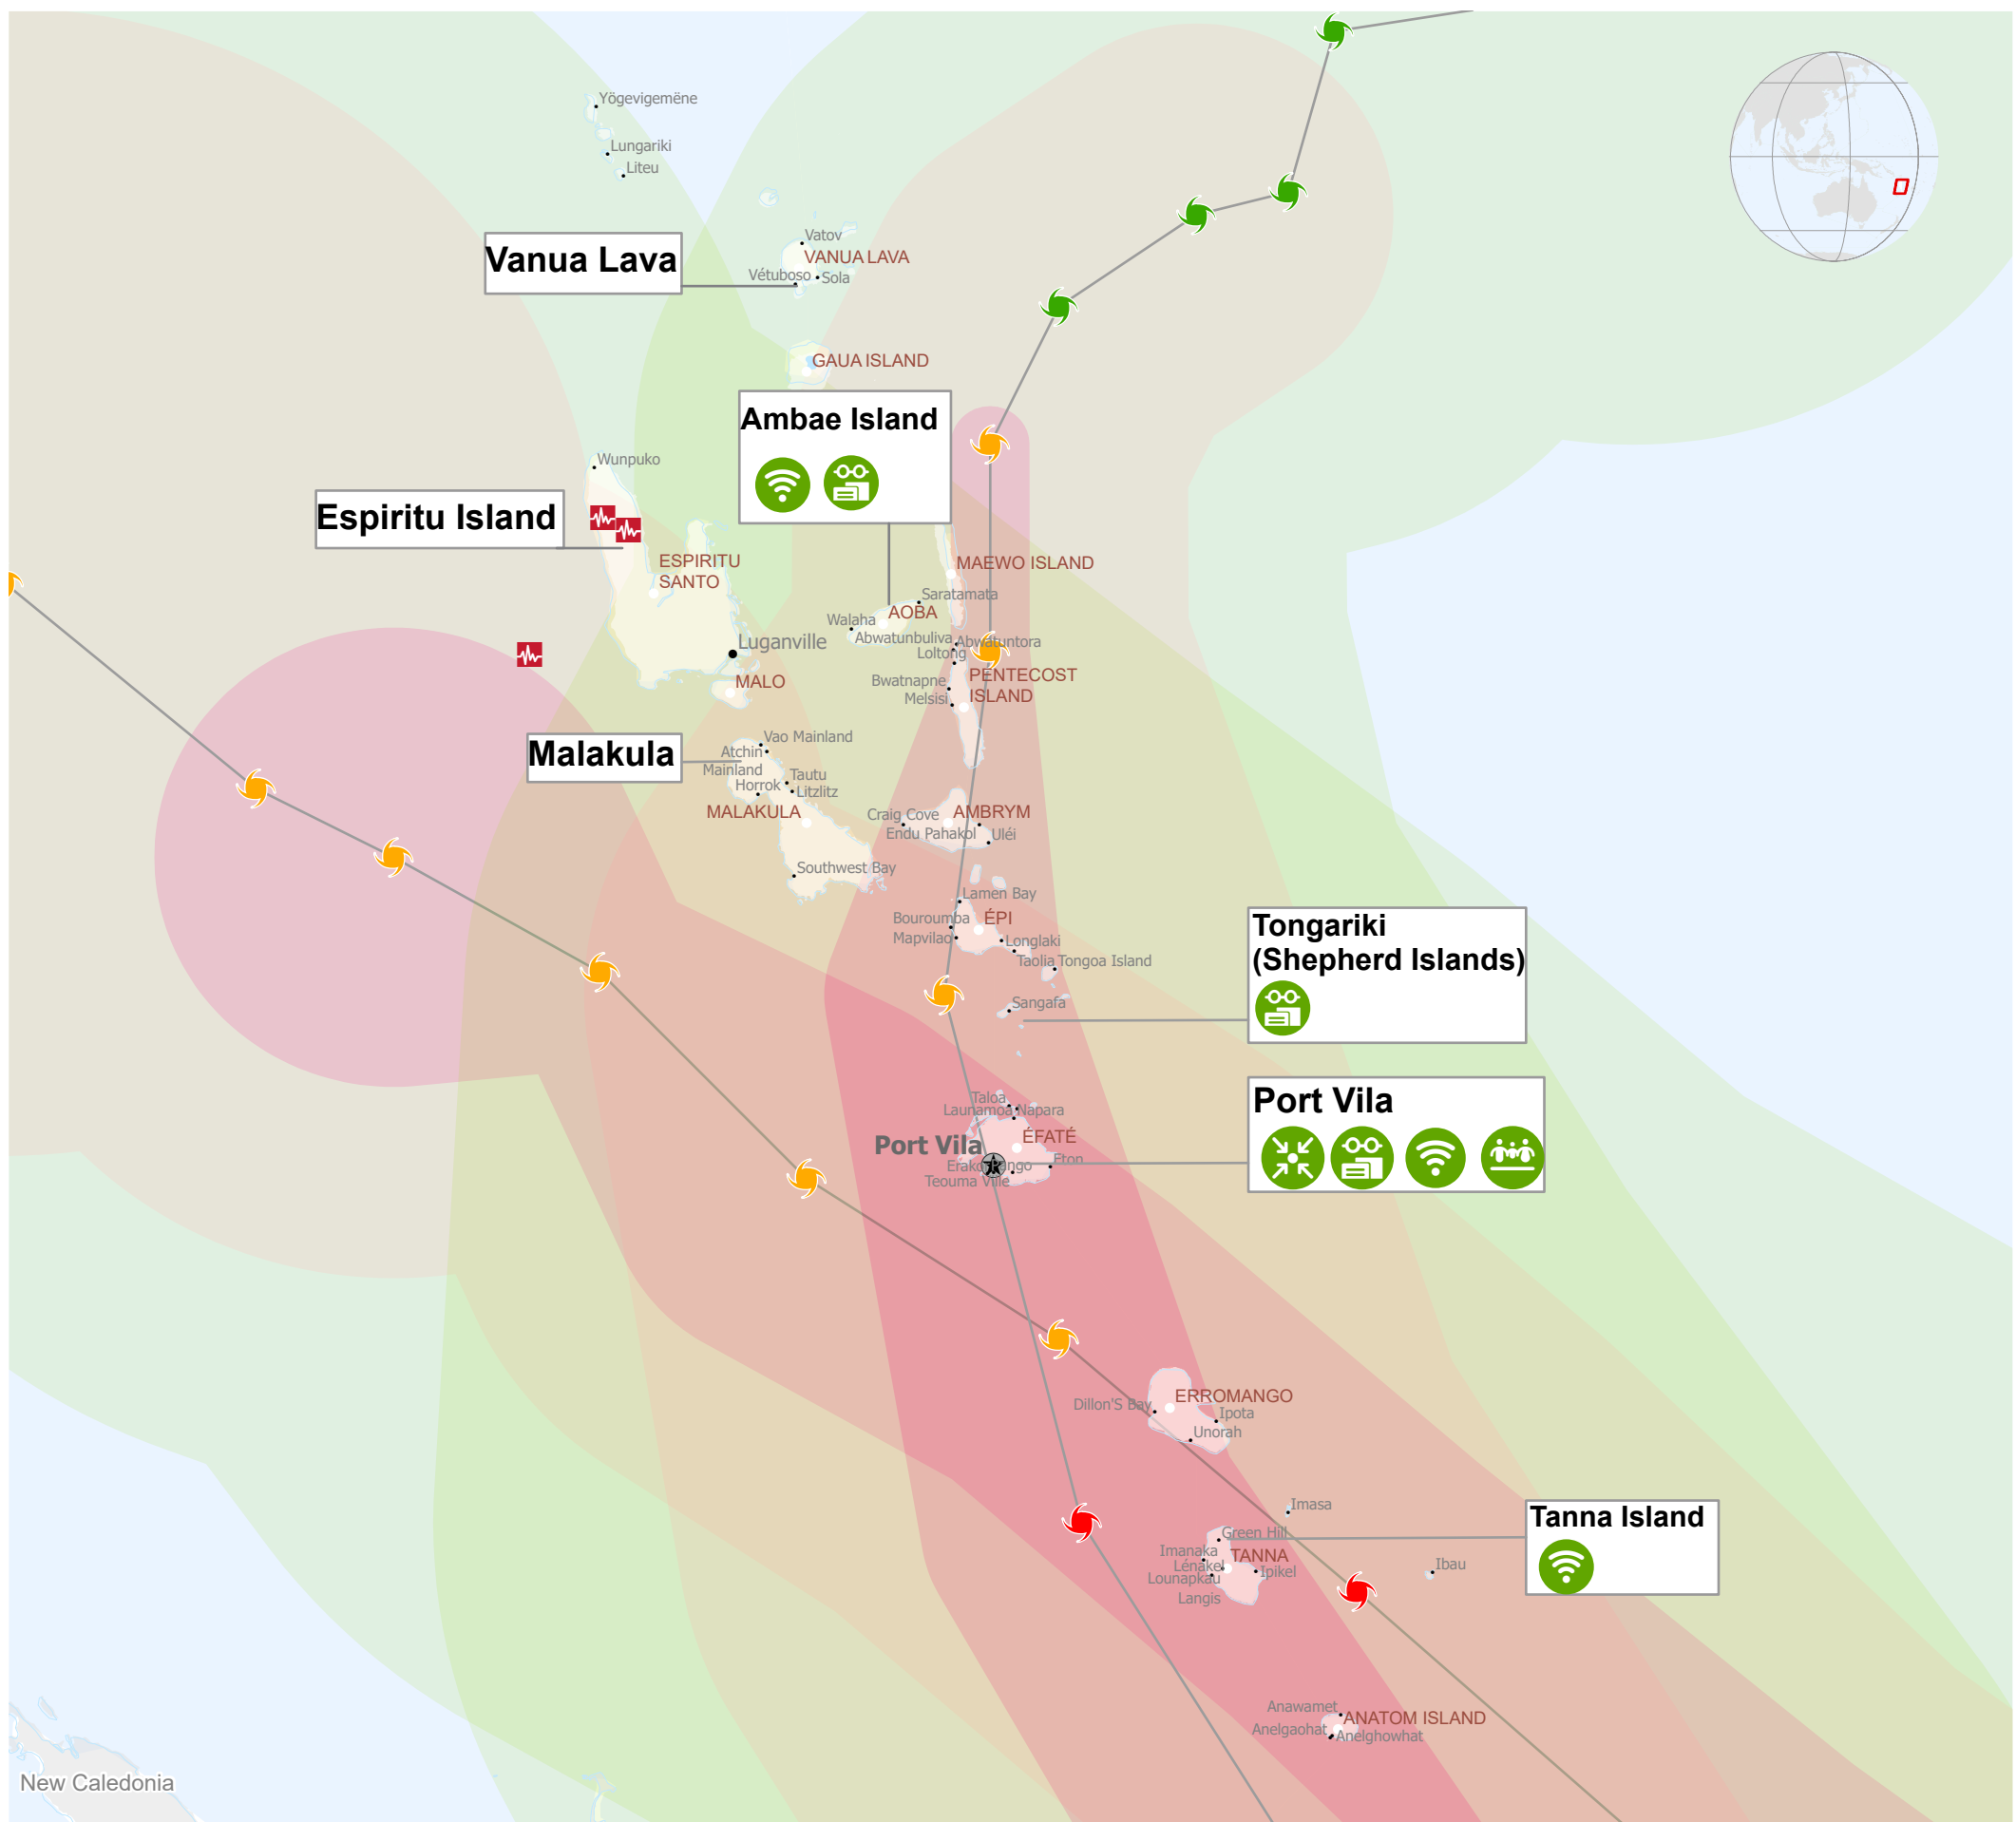 Yögevigemëne
Lungariki
Liteu
Vatov
VANUA LAVA
Vanua Lava
Vétuboso
Sola
GAUA ISLAND
Ambae Island
Wunpuko
Espiritu Island
ESPIRITU
SANTO
MAEWO ISLAND
Saratamata
AOBA
Walaha
Abwatunbuliva
Abwatuntora
Loltong
Luganville
PENTECOST
ISLAND
Bwatnapne
Melsisi
MALO
Malakula
Vao Mainland
Atchin
Mainland
Tautu
Horrok
Litzlitz
MALAKULA
Craig Cove
AMBRYM
Endu Pahakol
Uléi
Southwest Bay
Lamen Bay
Bouroumba
ÉPI
Mapvilao
Longlaki
Taolia
Tongoa Island
Sangafa
Tongariki
(Shepherd Islands)
Port Vila
Taloa
Launamoa
Napara
ÉFATÉ
Port Vila
Eton
Teouma Ville
ERROMANGO
Dillon'S Bay
Ipota
Unorah
Imasa
Tanna Island
Green Hill
Imanaka
TANNA
Lénakel
Ipikel
Lounapkau
Langis
Ibau
Anawamet
ANATOM ISLAND
Anelgaohat
Anelghowhat
New Caledonia